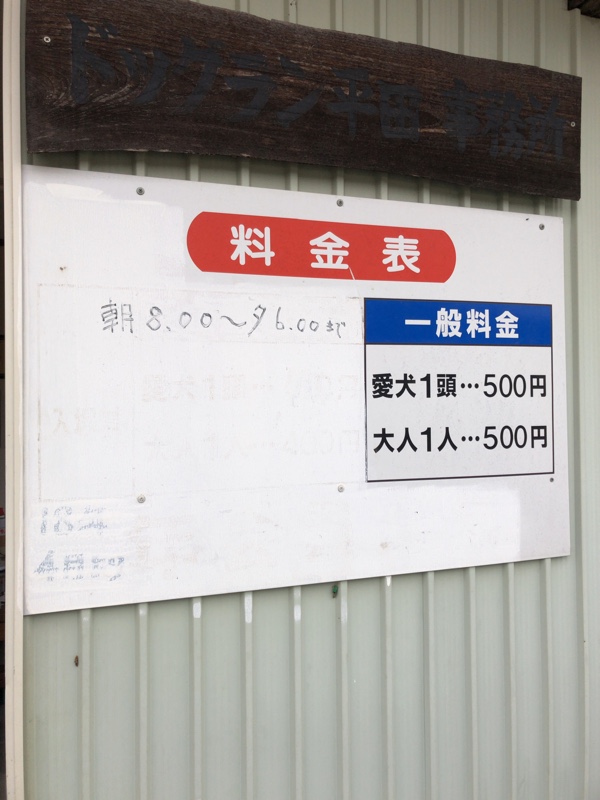 ドックラン平田 事務所
料金表
朝8.00〜夕6.00まで
一般料金
愛犬1頭…500円
大人1人…500円